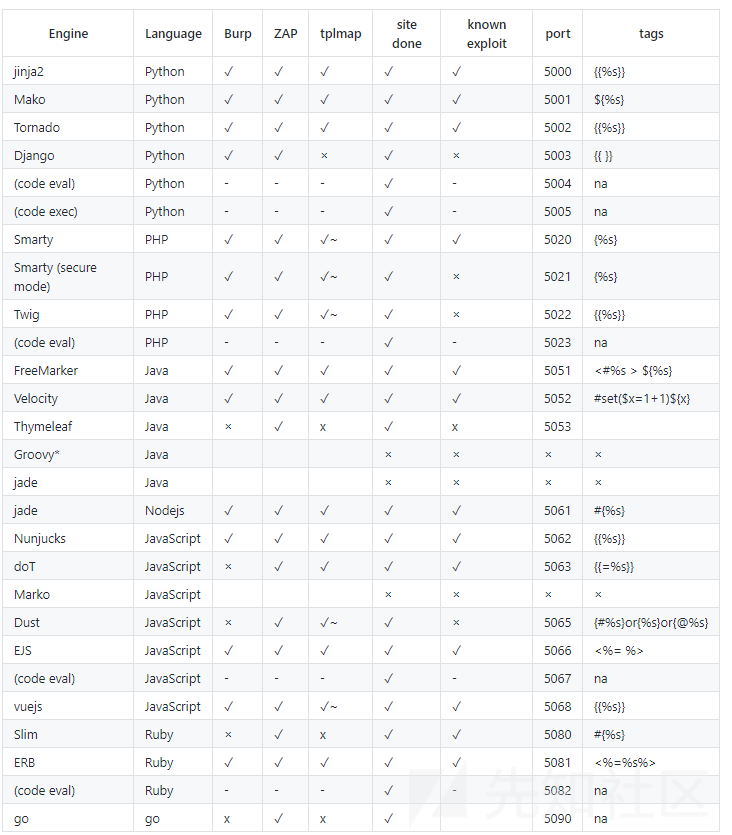 Engine Language Burp ZAP tplmap site done known exploit port tags
jinja2 Python ✓ ✓ ✓ ✓ ✓ 5000 {{%s}}
Mako Python ✓ ✓ ✓ ✓ ✓ 5001 ${%s}
Tornado Python ✓ ✓ ✓ ✓ ✓ 5002 {{%s}}
Django Python ✓ ✓ × ✓ × 5003 {{ }}
(code eval) Python - - - ✓ - 5004 na
(code exec) Python - - - ✓ - 5005 na
Smarty PHP ✓ ✓ ✓~ ✓ ✓ 5020 {%s}
Smarty (secure mode) PHP ✓ ✓ ✓~ ✓ × 5021 {%s}
Twig PHP ✓ ✓ ✓~ ✓ × 5022 {{%s}}
(code eval) PHP - - - ✓ - 5023 na
FreeMarker Java ✓ ✓ ✓ ✓ ✓ 5051 <#%s > ${%s}
Velocity Java ✓ ✓ ✓ ✓ ✓ 5052 #set($x=1+1)${x}
Thymeleaf Java × ✓ x ✓ x 5053
Groovy* Java × × × ×
jade Java × × × ×
jade Nodejs ✓ ✓ ✓ ✓ ✓ 5061 #{%s}
Nunjucks JavaScript ✓ ✓ ✓ ✓ ✓ 5062 {{%s}}
doT JavaScript × ✓ ✓ ✓ ✓ 5063 {{=%s}}
Marko JavaScript × × × ×
Dust JavaScript × ✓ ✓~ ✓ × 5065 {#%s}or{%s}or{@%s}
EJS JavaScript ✓ ✓ ✓ ✓ ✓ 5066 <%= %>
(code eval) JavaScript - - - ✓ - 5067 na
vuejs JavaScript ✓ ✓ ✓~ ✓ ✓ 5068 {{%s}}
Slim Ruby × ✓ x ✓ ✓ 5080 #{%s}
ERB Ruby ✓ ✓ ✓ ✓ ✓ 5081 <%=%s%>
(code eval) Ruby - - - ✓ - 5082 na
go go x ✓ x ✓ 5090 na
先知社区